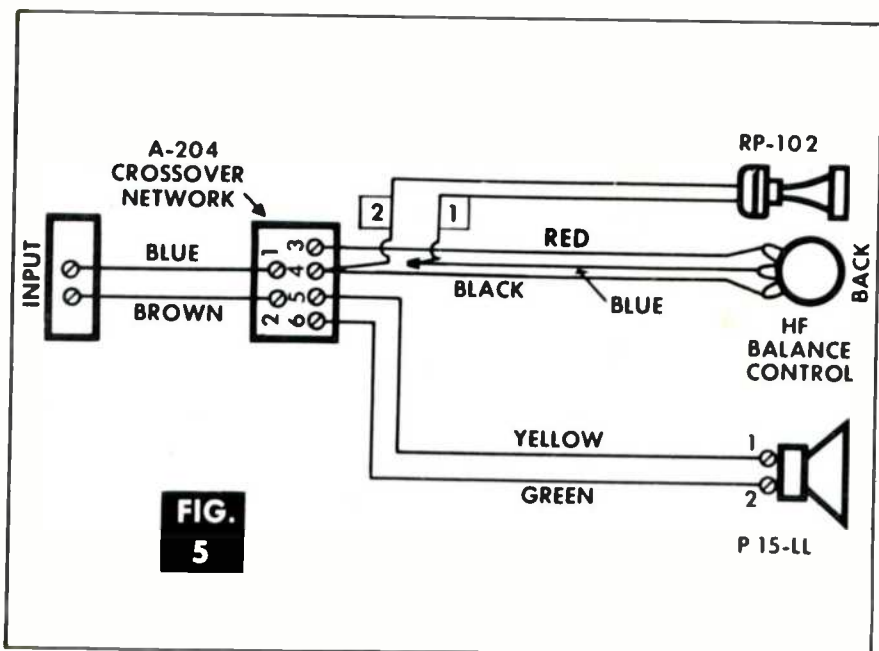 A-204
CROSSOVER
NETWORK
RP-102
INPUT
BLUE
BROWN
1
2
3
4
5
6
2
1
RED
BLACK
BLUE
BACK
HF
BALANCE
CONTROL
YELLOW
GREEN
1
2
P 15-LL
FIG.
5